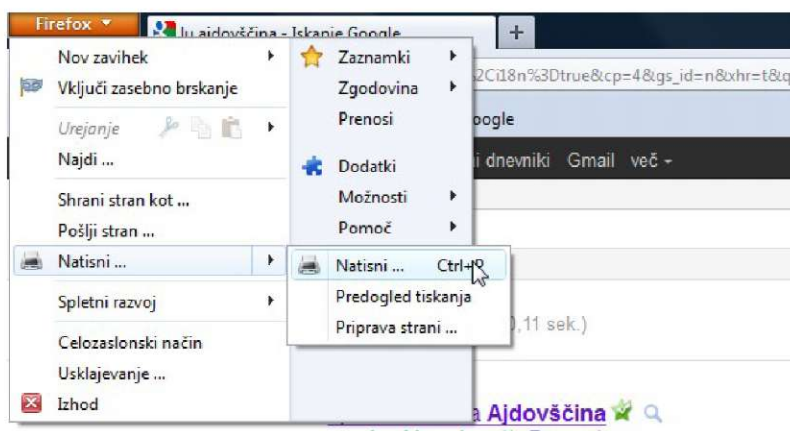 Firefox
lu ajdovščina - Iskanje Google
+
Nov zavihek
Vključi zasebno brskanje
Urejanje
Najdi ...
Shrani stran kot ...
Pošlji stran ...
Natisni ...
Spletni razvoj
Celozaslonski način
Usklajevanje ...
Izhod
Zaznamki
Zgodovina
Prenosi
Dodatki
Možnosti
Pomoč
Natisni ... Ctrl+P
Predogled tiskanja
Priprava strani ...
2Ci18n%3Dtrue&cp=4&gs_id=n&xhr=t&q
oogle
i dnevniki Gmail več
0,11 sek.)
a Ajdovščina